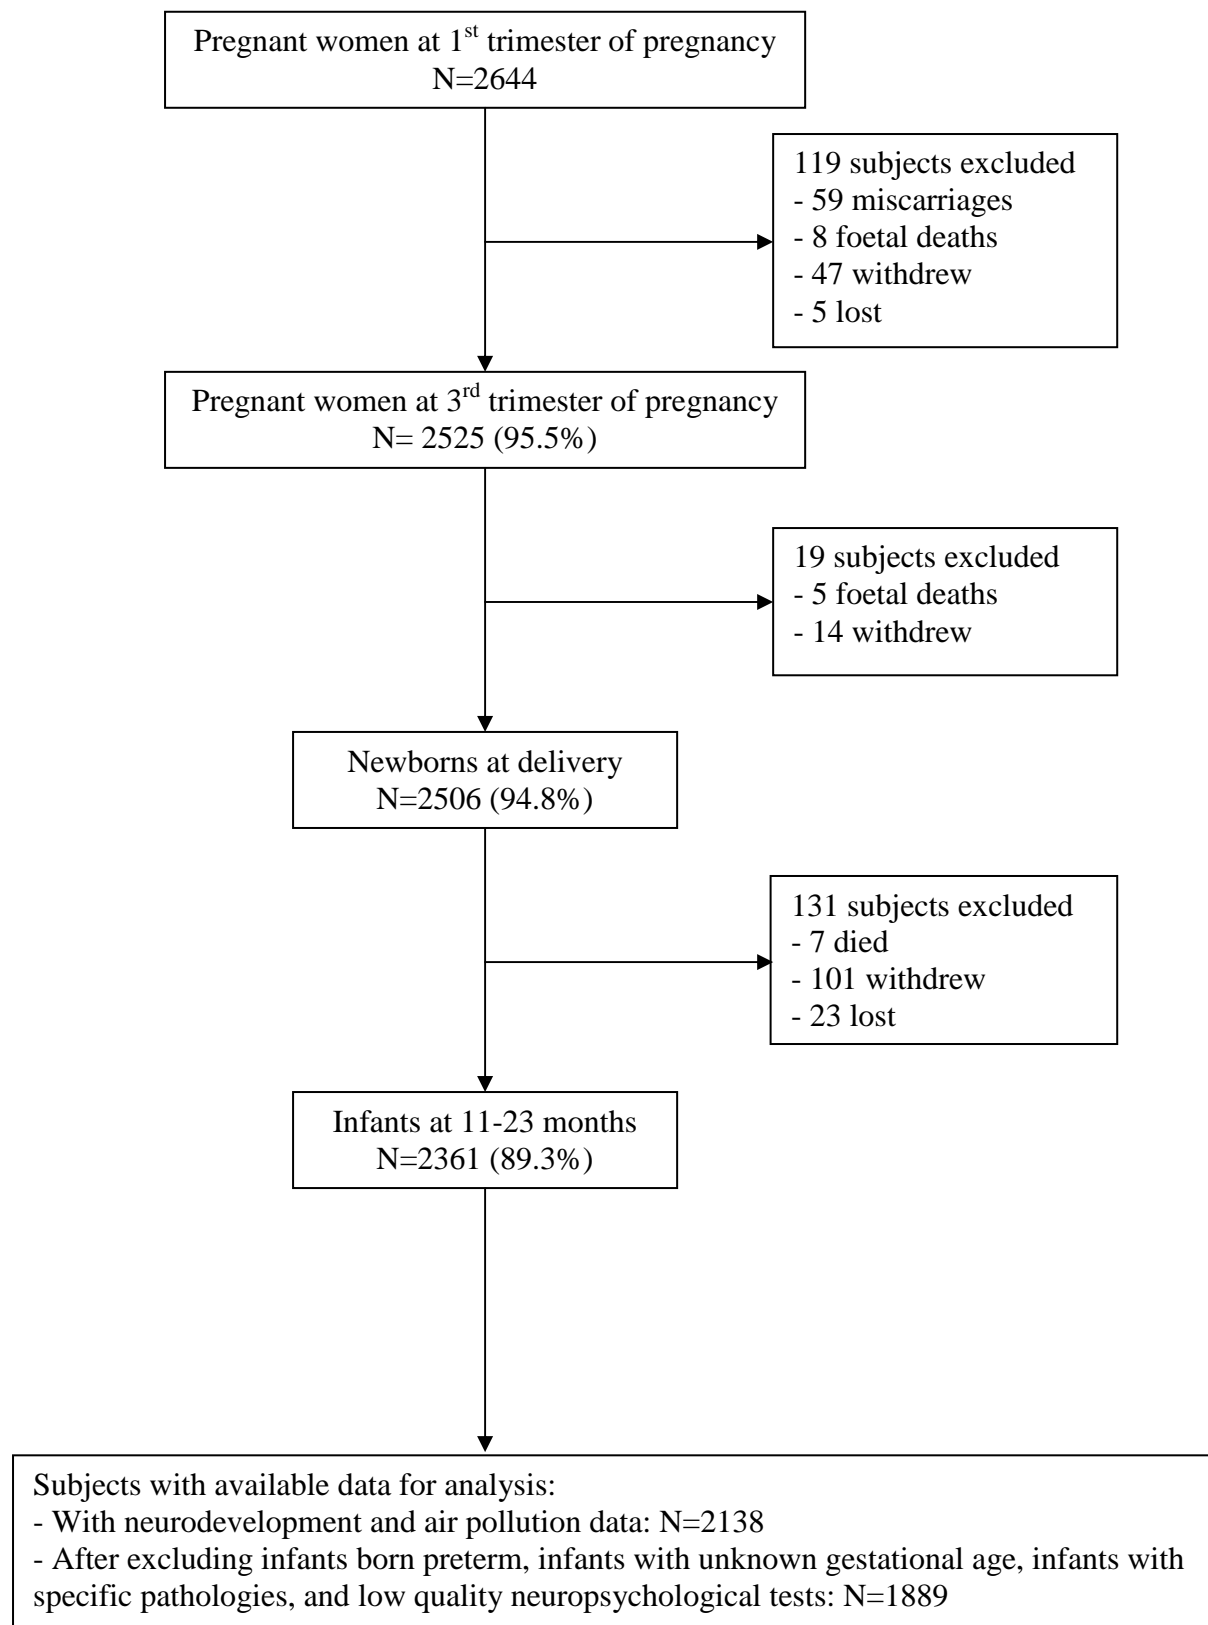 Pregnant women at 1st trimester of pregnancy
N=2644
119 subjects excluded
- 59 miscarriages
- 8 foetal deaths
- 47 withdrew
- 5 lost
Pregnant women at 3rd trimester of pregnancy
N= 2525 (95.5%)
19 subjects excluded
- 5 foetal deaths
- 14 withdrew
Newborns at delivery
N=2506 (94.8%)
131 subjects excluded
- 7 died
- 101 withdrew
- 23 lost
Infants at 11-23 months
N=2361 (89.3%)
Subjects with available data for analysis:
- With neurodevelopment and air pollution data: N=2138
- After excluding infants born preterm, infants with unknown gestational age, infants with
specific pathologies, and low quality neuropsychological tests: N=1889